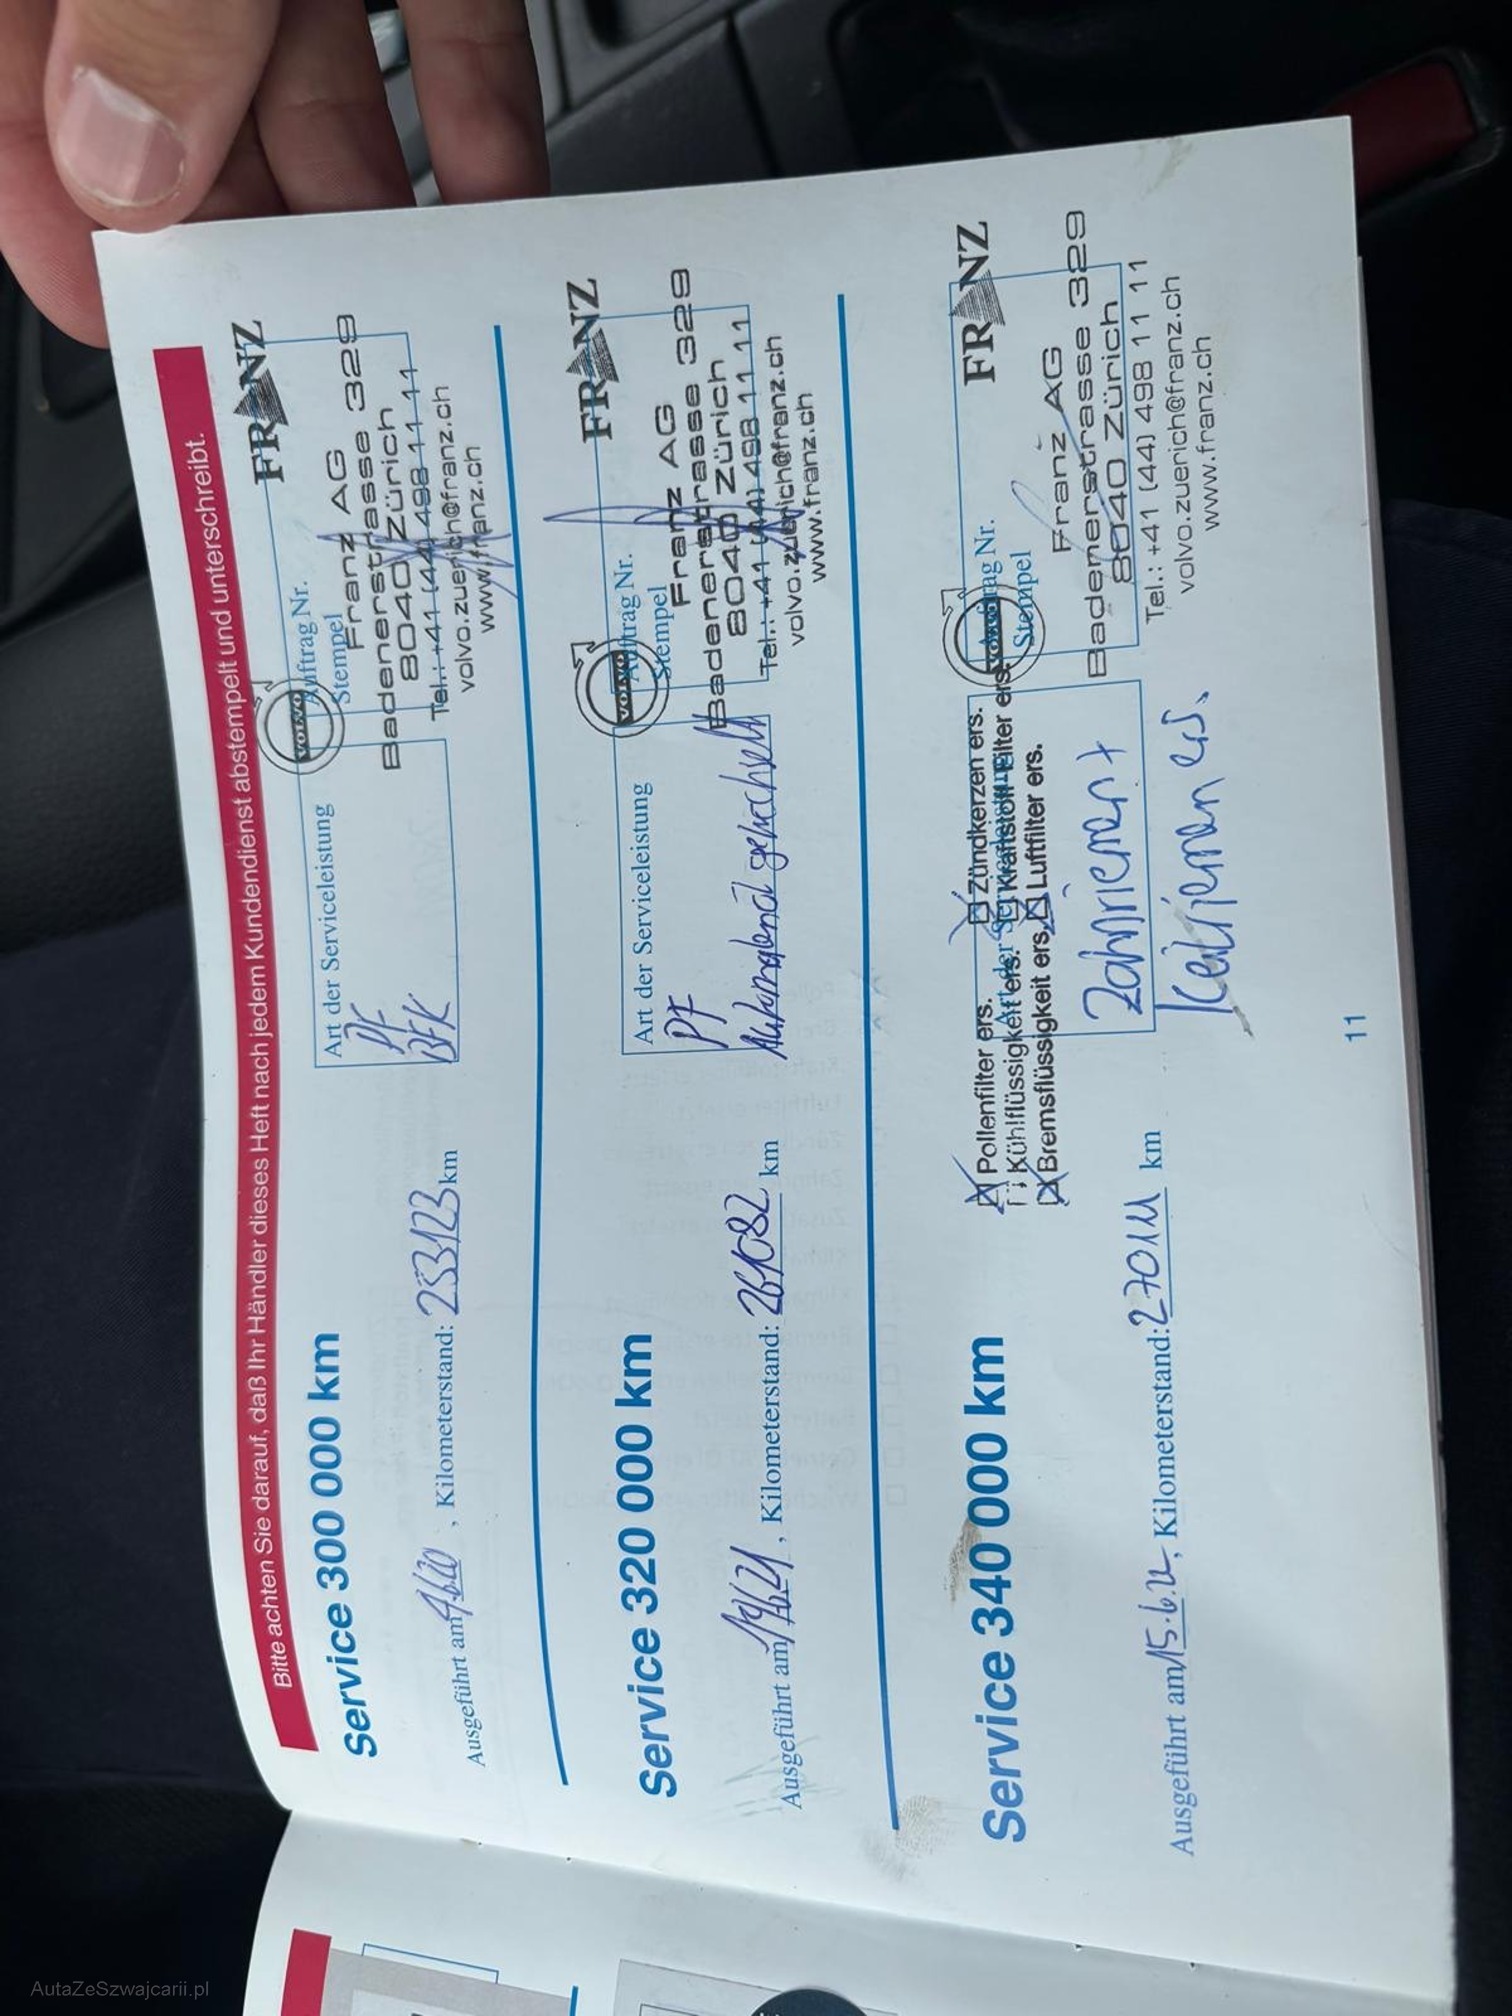 Bitte achten Sie darauf, daß Ihr Händler dieses Heft nach jedem Kundendienst abstempelt und unterschreibt.
Service 300 000 km
Ausgeführt am , Kilometerstand: 253123 km
Art der Serviceleistung
PF
BFK
Auftrag Nr.
Stempel
VOLVO
FRANZ
Franz AG
Badenerstrasse 329
8040 Zürich
Tel.: +41 (44) 498 11 11
volvo.zuerich@franz.ch
www.franz.ch
Service 320 000 km
Ausgeführt am , Kilometerstand: 261082 km
Art der Serviceleistung
PF
Auftrag Nr.
Stempel
VOLVO
FRANZ
Franz AG
Badenerstrasse 329
8040 Zürich
Tel.: +41 (44) 498 11 11
volvo.zuerich@franz.ch
www.franz.ch
Service 340 000 km
Ausgeführt am 15.6.22, Kilometerstand: 270111 km
Art der Serviceleistung
Pollenfilter ers. Zündkerzen ers.
Kühlflüssigkeit ers. Kraftstoff-Filter ers.
Bremsflüssigkeit ers. Luftfilter ers.
Zahnriemen +
Keilriemen ers.
Auftrag Nr.
Stempel
VOLVO
FRANZ
Franz AG
Badenerstrasse 329
8040 Zürich
Tel.: +41 (44) 498 11 11
volvo.zuerich@franz.ch
www.franz.ch
11
AutaZeSzwajcarii.pl